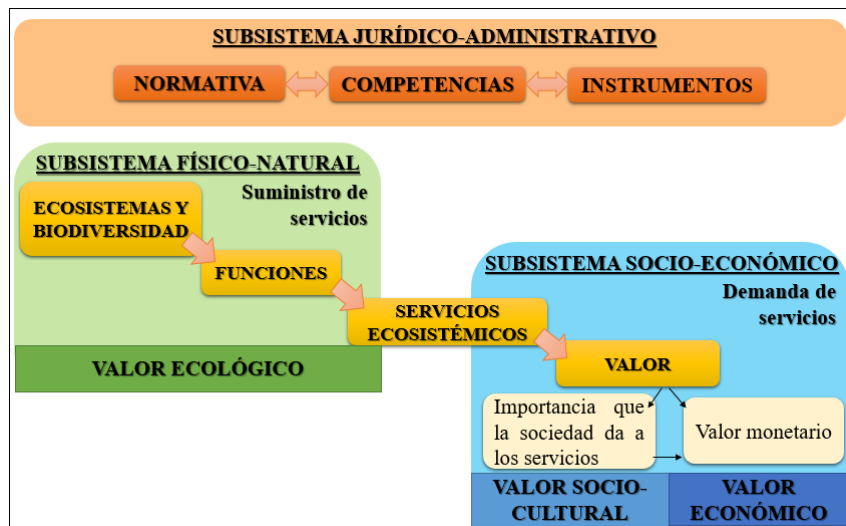 SUBSISTEMA JURÍDICO-ADMINISTRATIVO
NORMATIVA
COMPETENCIAS
INSTRUMENTOS
SUBSISTEMA FÍSICO-NATURAL
Suministro de
servicios
ECOSISTEMAS Y
BIODIVERSIDAD
FUNCIONES
SERVICIOS
ECOSISTÉMICOS
VALOR ECOLÓGICO
SUBSISTEMA SOCIO-ECONÓMICO
Demanda de
servicios
VALOR
Importancia que
la sociedad da a
los servicios
Valor monetario
VALOR SOCIO-
CULTURAL
VALOR
ECONÓMICO